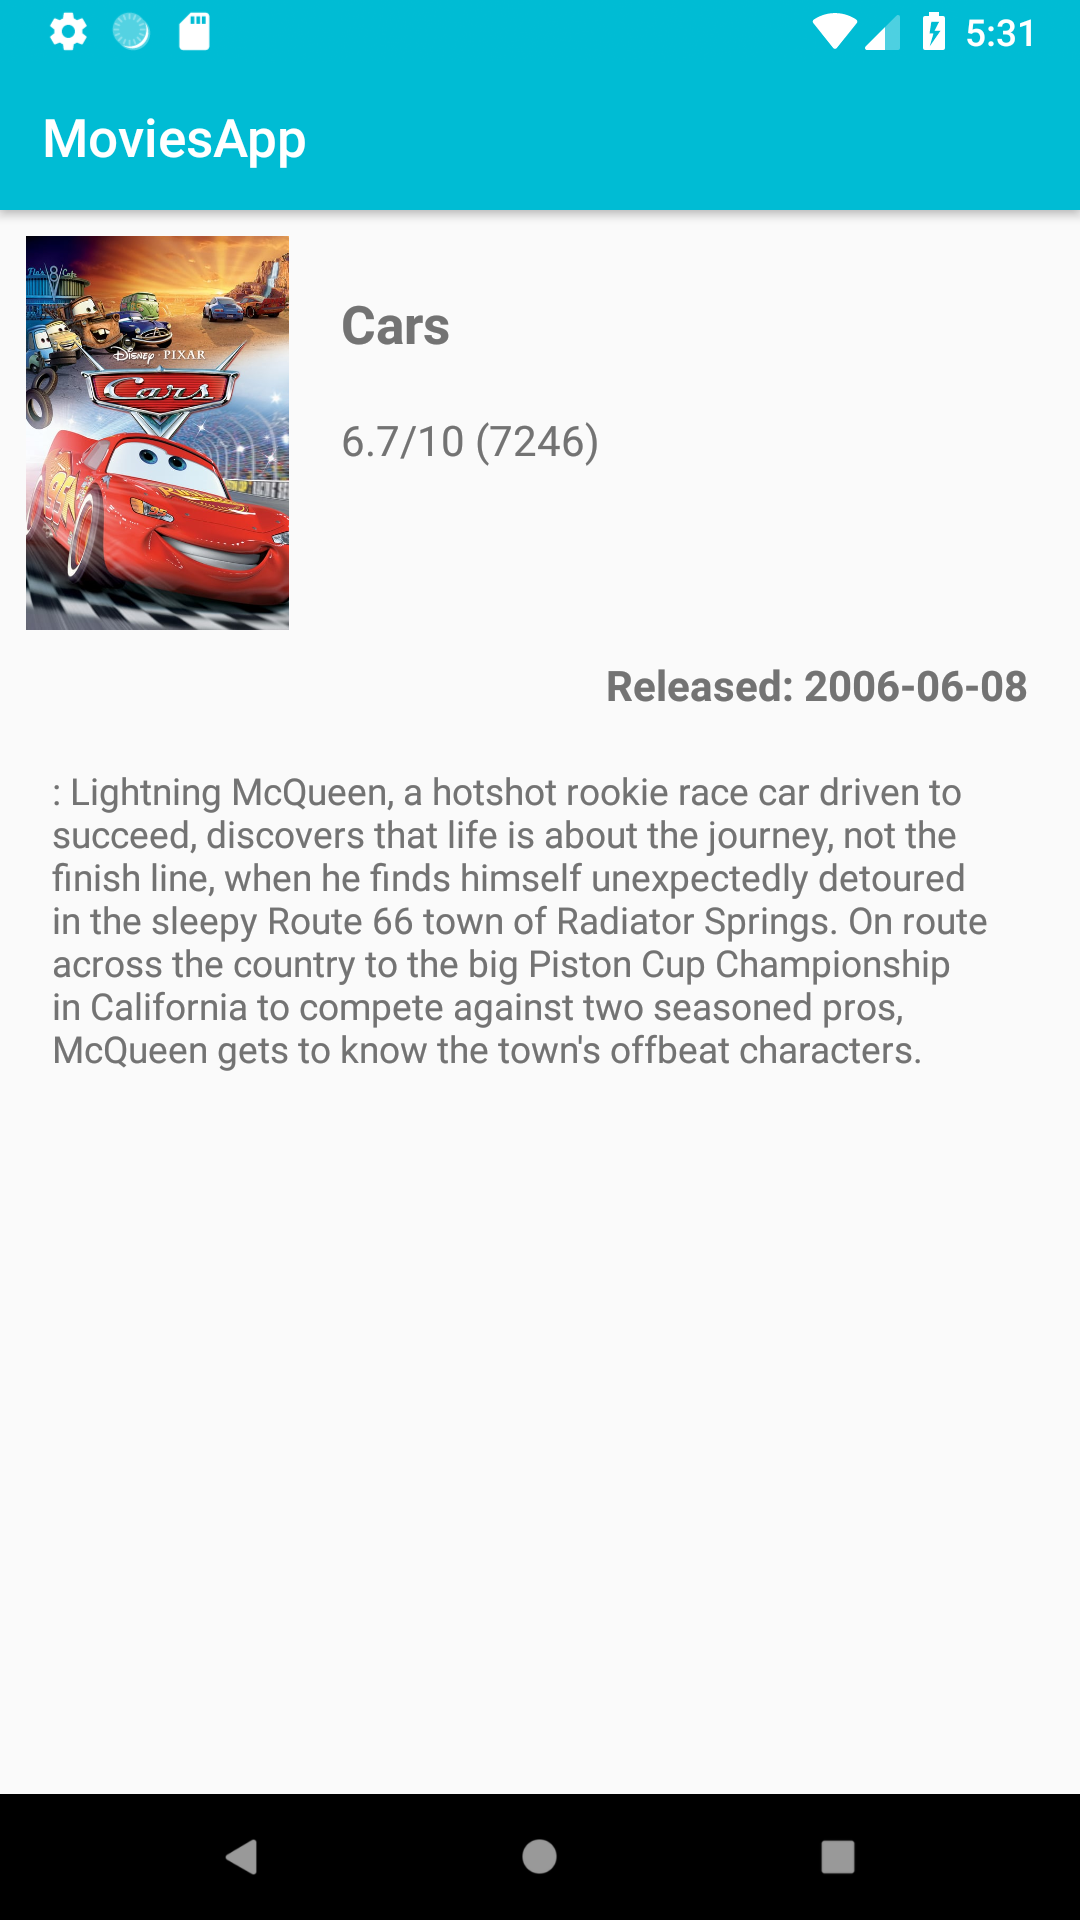 5:31
MoviesApp
Flo's V8 Cafe
Disney · PIXAR
Cars
95
Cars
6.7/10 (7246)
Released: 2006-06-08
: Lightning McQueen, a hotshot rookie race car driven to
succeed, discovers that life is about the journey, not the
finish line, when he finds himself unexpectedly detoured
in the sleepy Route 66 town of Radiator Springs. On route
across the country to the big Piston Cup Championship
in California to compete against two seasoned pros,
McQueen gets to know the town's offbeat characters.